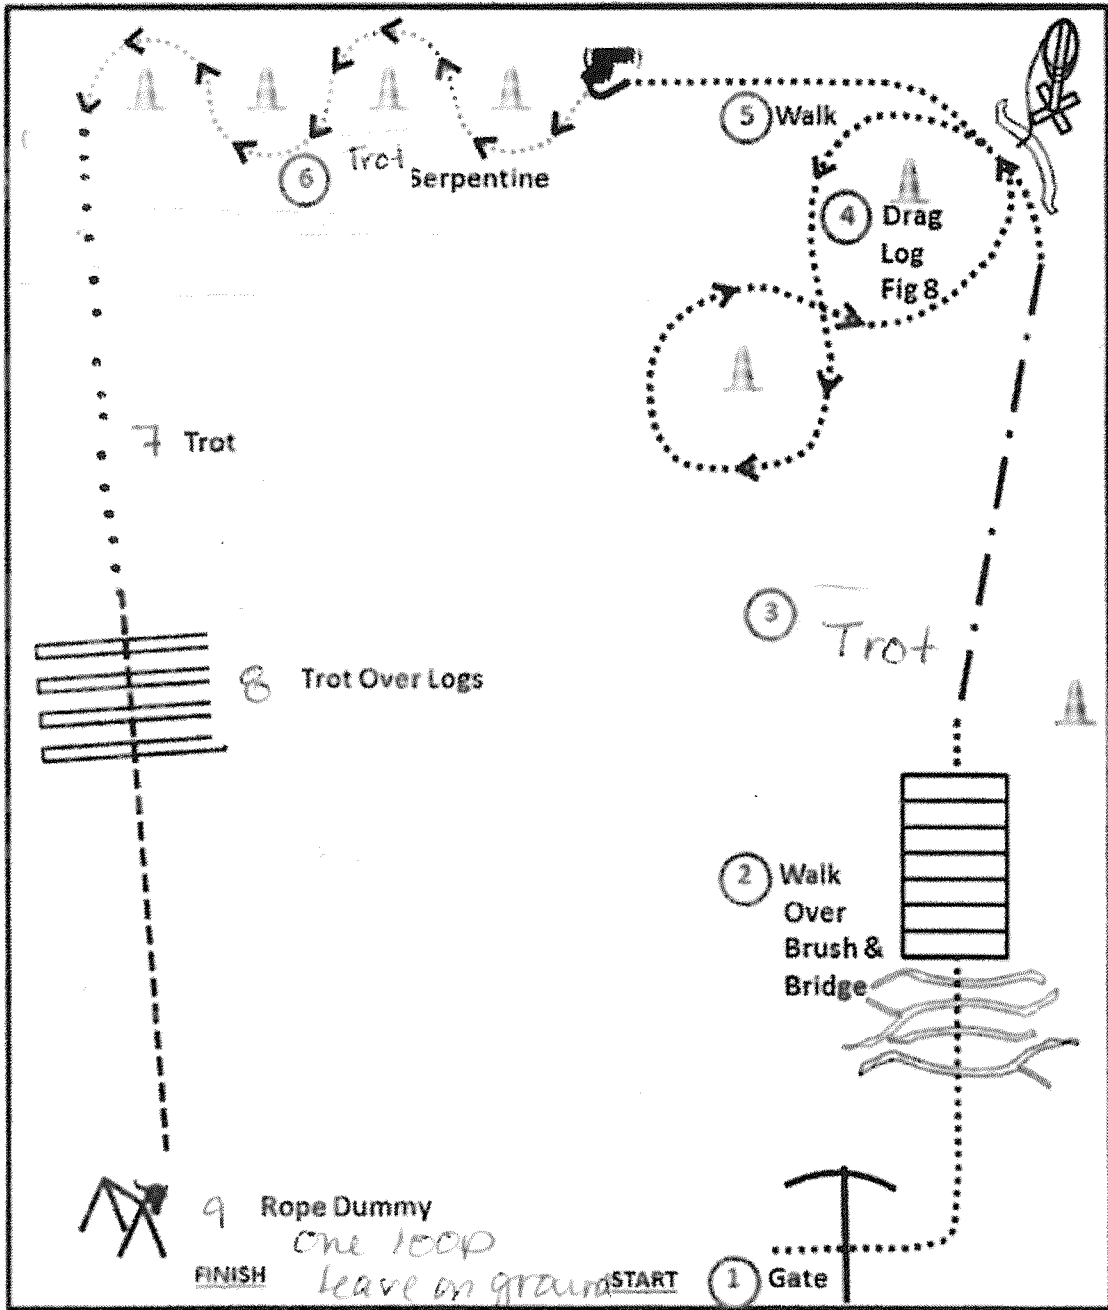 5 Walk
6 Trot Serpentine
4 Drag
Log
Fig 8
7 Trot
3 Trot
8 Trot Over Logs
2 Walk
Over
Brush &
Bridge
9 Rope Dummy
one loop
leave on ground
FINISH
START 1 Gate